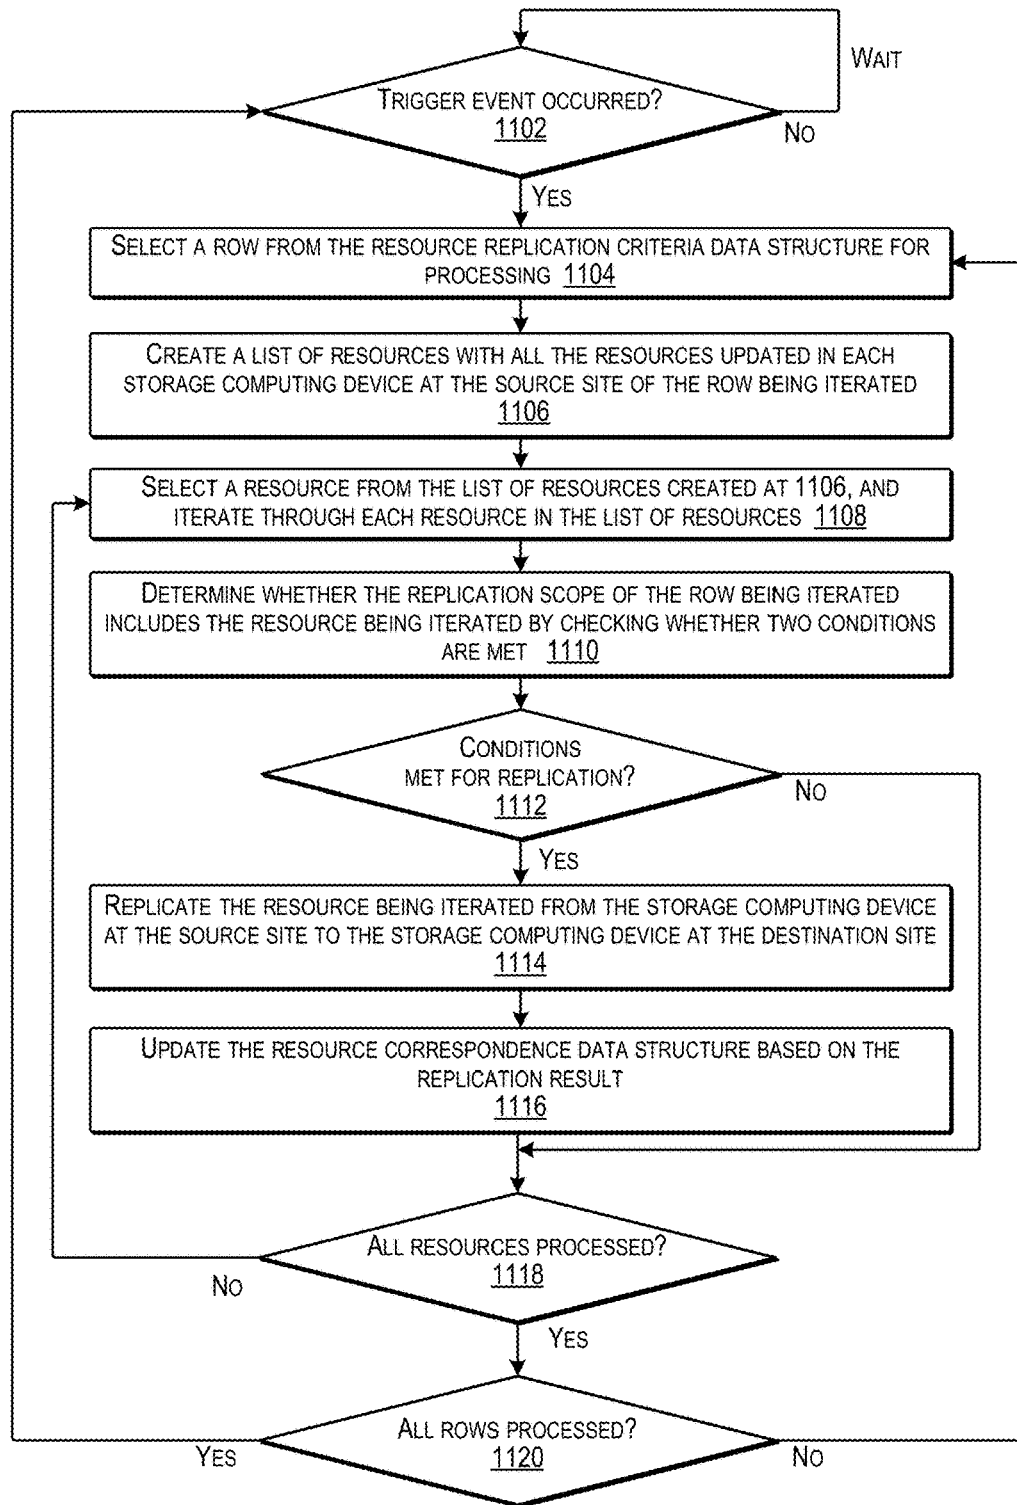 WAIT
TRIGGER EVENT OCCURRED?
1102
NO
YES
SELECT A ROW FROM THE RESOURCE REPLICATION CRITERIA DATA STRUCTURE FOR
PROCESSING 1104
CREATE A LIST OF RESOURCES WITH ALL THE RESOURCES UPDATED IN EACH
STORAGE COMPUTING DEVICE AT THE SOURCE SITE OF THE ROW BEING ITERATED
1106
SELECT A RESOURCE FROM THE LIST OF RESOURCES CREATED AT 1106, AND
ITERATE THROUGH EACH RESOURCE IN THE LIST OF RESOURCES 1108
DETERMINE WHETHER THE REPLICATION SCOPE OF THE ROW BEING ITERATED
INCLUDES THE RESOURCE BEING ITERATED BY CHECKING WHETHER TWO CONDITIONS
ARE MET 1110
CONDITIONS
MET FOR REPLICATION?
1112
NO
YES
REPLICATE THE RESOURCE BEING ITERATED FROM THE STORAGE COMPUTING DEVICE
AT THE SOURCE SITE TO THE STORAGE COMPUTING DEVICE AT THE DESTINATION SITE
1114
UPDATE THE RESOURCE CORRESPONDENCE DATA STRUCTURE BASED ON THE
REPLICATION RESULT
1116
ALL RESOURCES PROCESSED?
1118
NO
YES
ALL ROWS PROCESSED?
1120
YES
NO